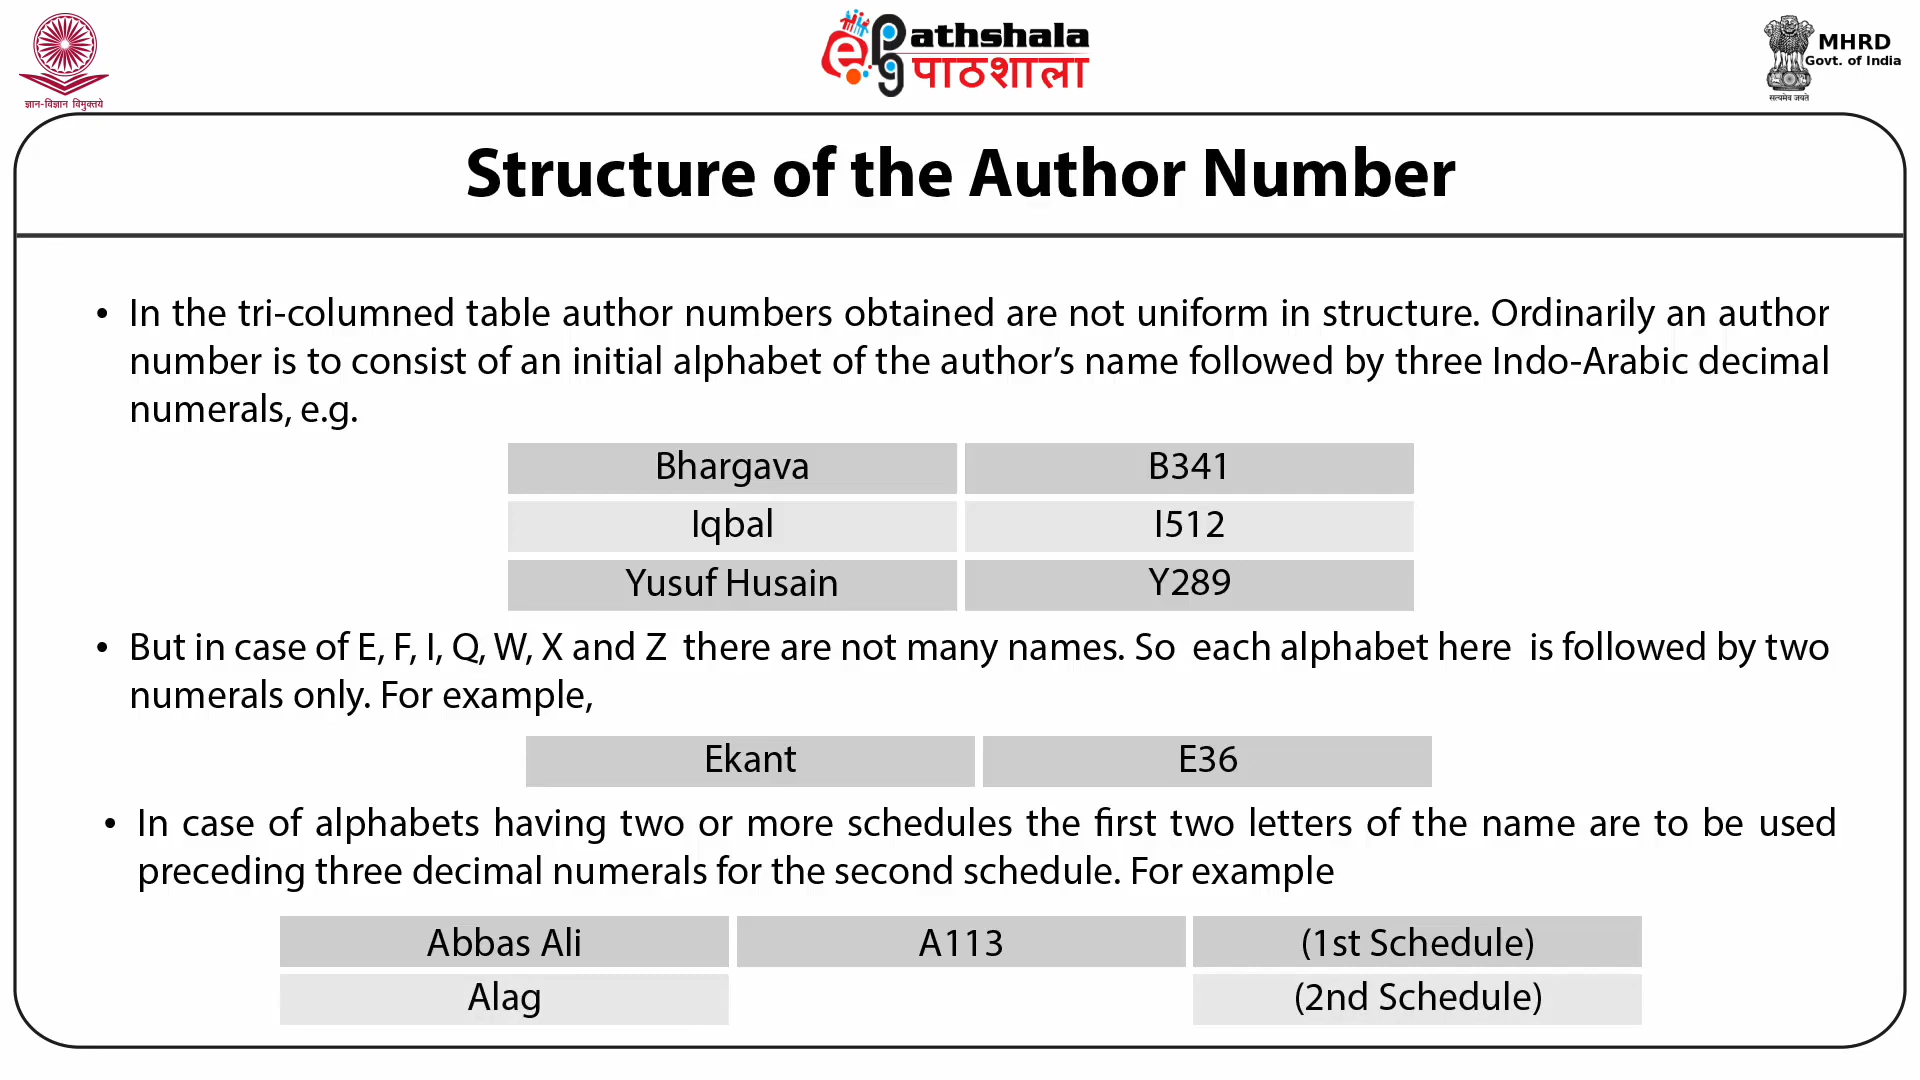 ज्ञान-विज्ञान विमुक्तये
ePathshala
पाठशाला
MHRD
Govt. of India
सत्यमेव जयते
Structure of the Author Number
• In the tri-columned table author numbers obtained are not uniform in structure. Ordinarily an author
number is to consist of an initial alphabet of the author’s name followed by three Indo-Arabic decimal
numerals, e.g.
Bhargava B341
Iqbal I512
Yusuf Husain Y289
• But in case of E, F, I, Q, W, X and Z there are not many names. So each alphabet here is followed by two
numerals only. For example,
Ekant E36
• In case of alphabets having two or more schedules the first two letters of the name are to be used
preceding three decimal numerals for the second schedule. For example
Abbas Ali A113 (1st Schedule)
Alag (2nd Schedule)